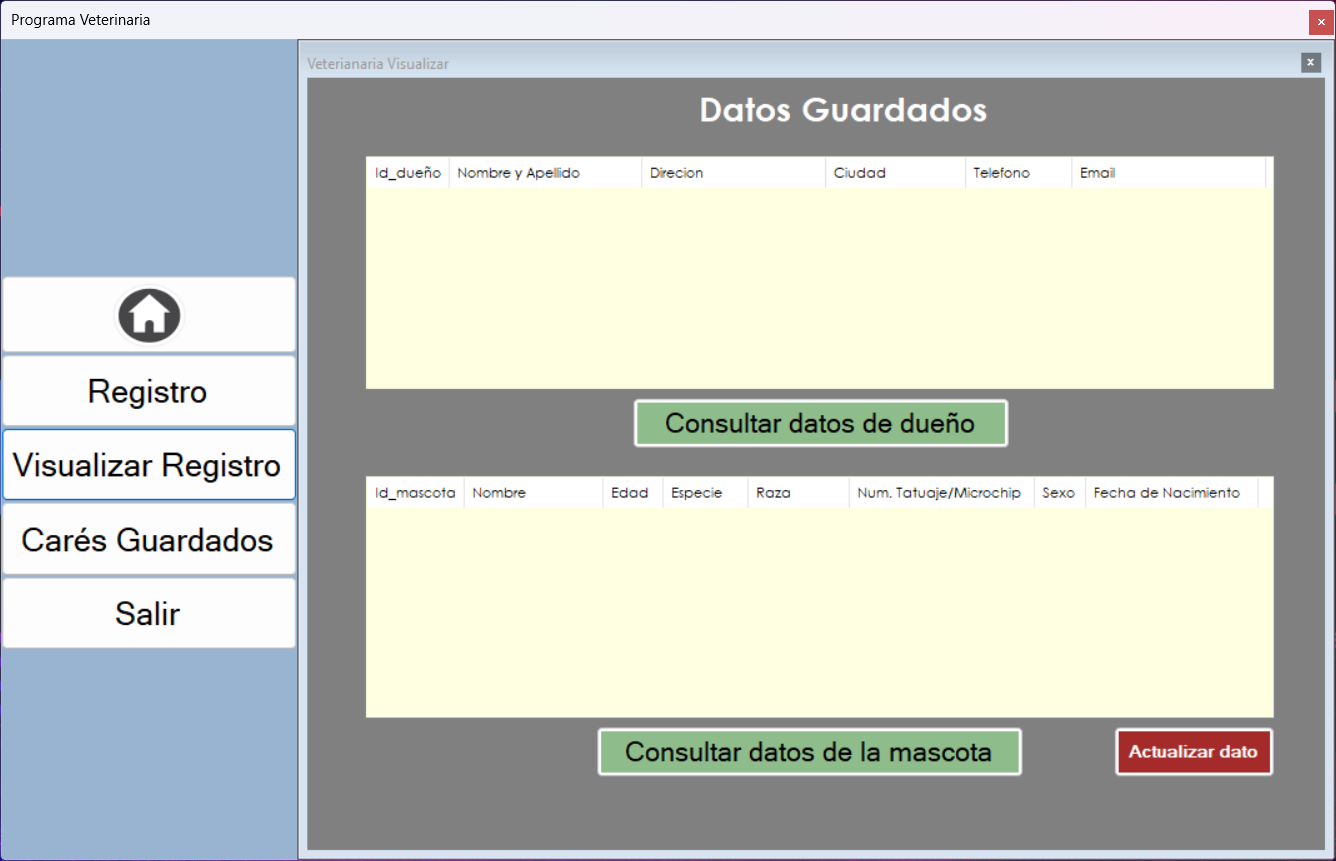 Programa Veterinaria
x
Veterianaria Visualizar
x
Datos Guardados
Id_dueño Nombre y Apellido Direcion Ciudad Telefono Email
Consultar datos de dueño
Id_mascota Nombre Edad Especie Raza Num. Tatuaje/Microchip Sexo Fecha de Nacimiento
Consultar datos de la mascota
Actualizar dato
Registro
Visualizar Registro
Carés Guardados
Salir